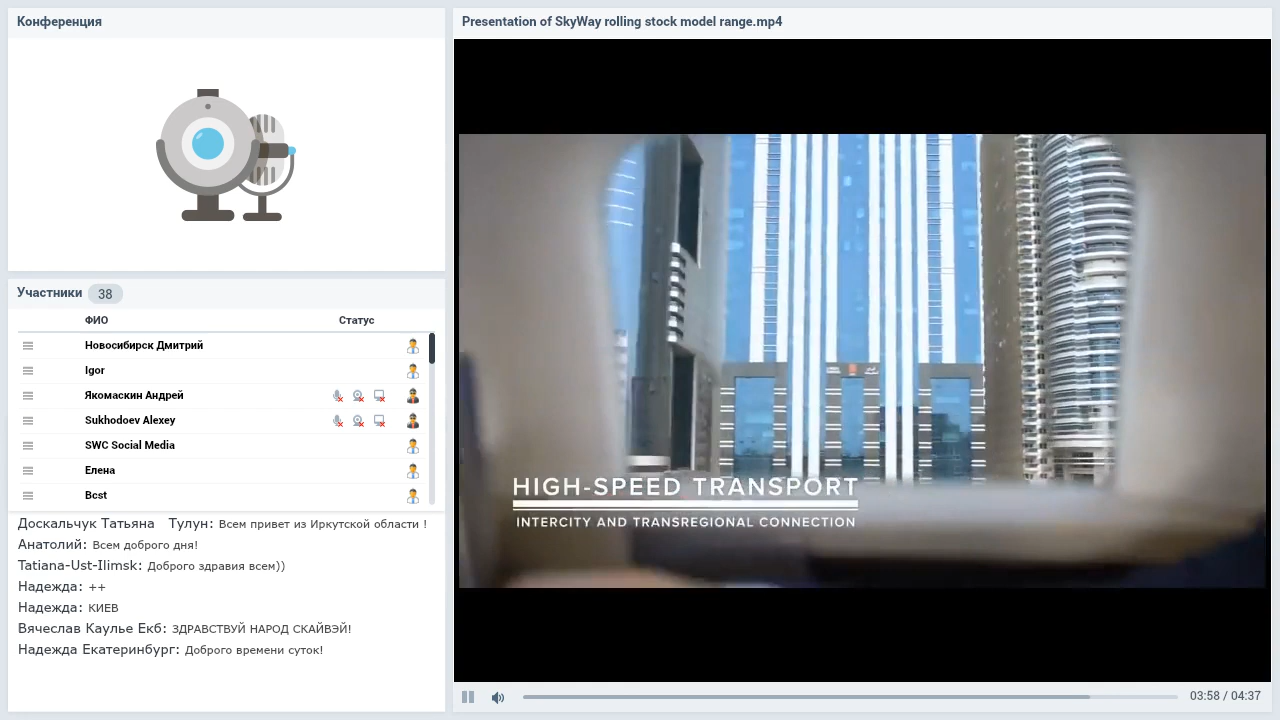 Конференция
Участники 38
ФИО Статус
Новосибирск Дмитрий
Igor
Якомаскин Андрей
Sukhodoev Alexey
SWC Social Media
Елена
Bcst
Доскальчук Татьяна Тулун: Всем привет из Иркутской области !
Анатолий: Всем доброго дня!
Tatiana-Ust-Ilimsk: Доброго здравия всем))
Надежда: ++
Надежда: КИЕВ
Вячеслав Каулье Екб: ЗДРАВСТВУЙ НАРОД СКАЙВЭЙ!
Надежда Екатеринбург: Доброго времени суток!
Presentation of SkyWay rolling stock model range.mp4
HIGH-SPEED TRANSPORT
INTERCITY AND TRANSREGIONAL CONNECTION
03:58 / 04:37